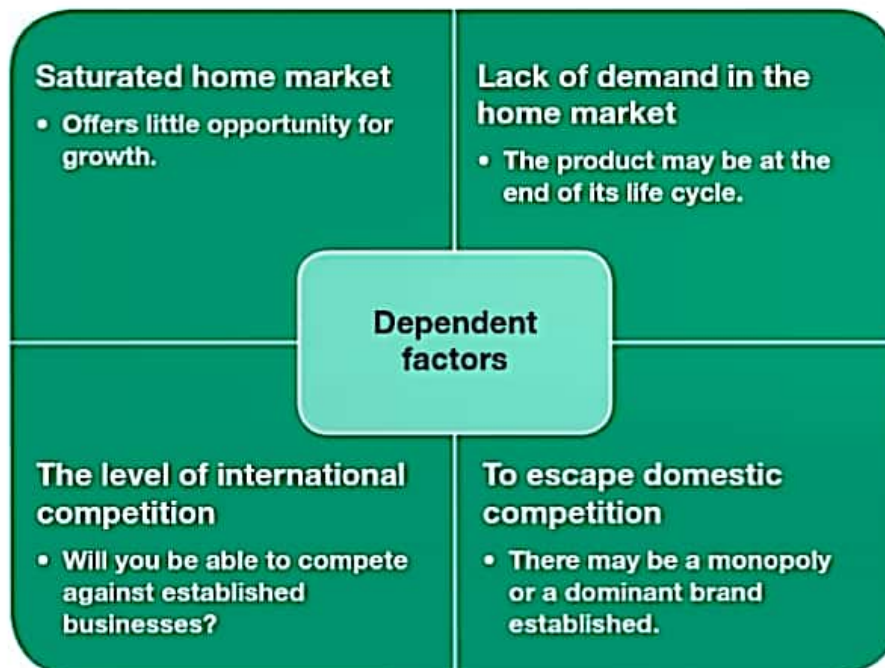 Saturated home market
• Offers little opportunity for
growth.
Lack of demand in the
home market
• The product may be at the
end of its life cycle.
Dependent
factors
The level of international
competition
• Will you be able to compete
against established
businesses?
To escape domestic
competition
• There may be a monopoly
or a dominant brand
established.